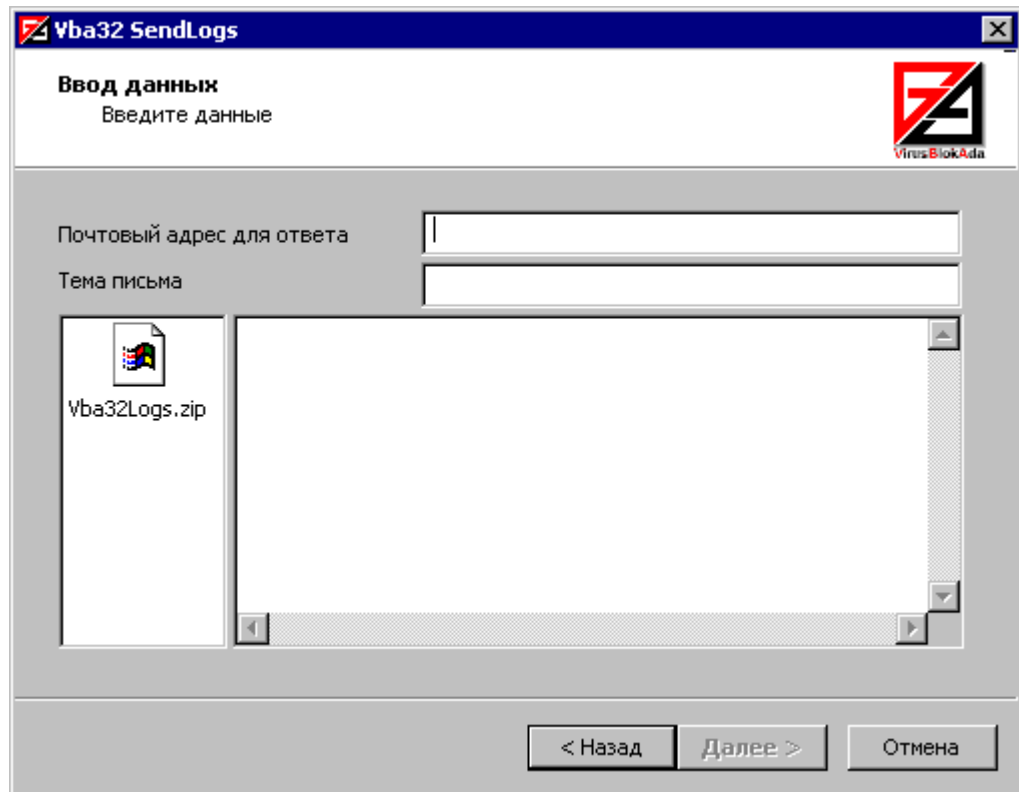 Vba32 SendLogs
Ввод данных
Введите данные
VirusBlokAda
Почтовый адрес для ответа
Тема письма
Vba32Logs.zip
< Назад
Далее >
Отмена